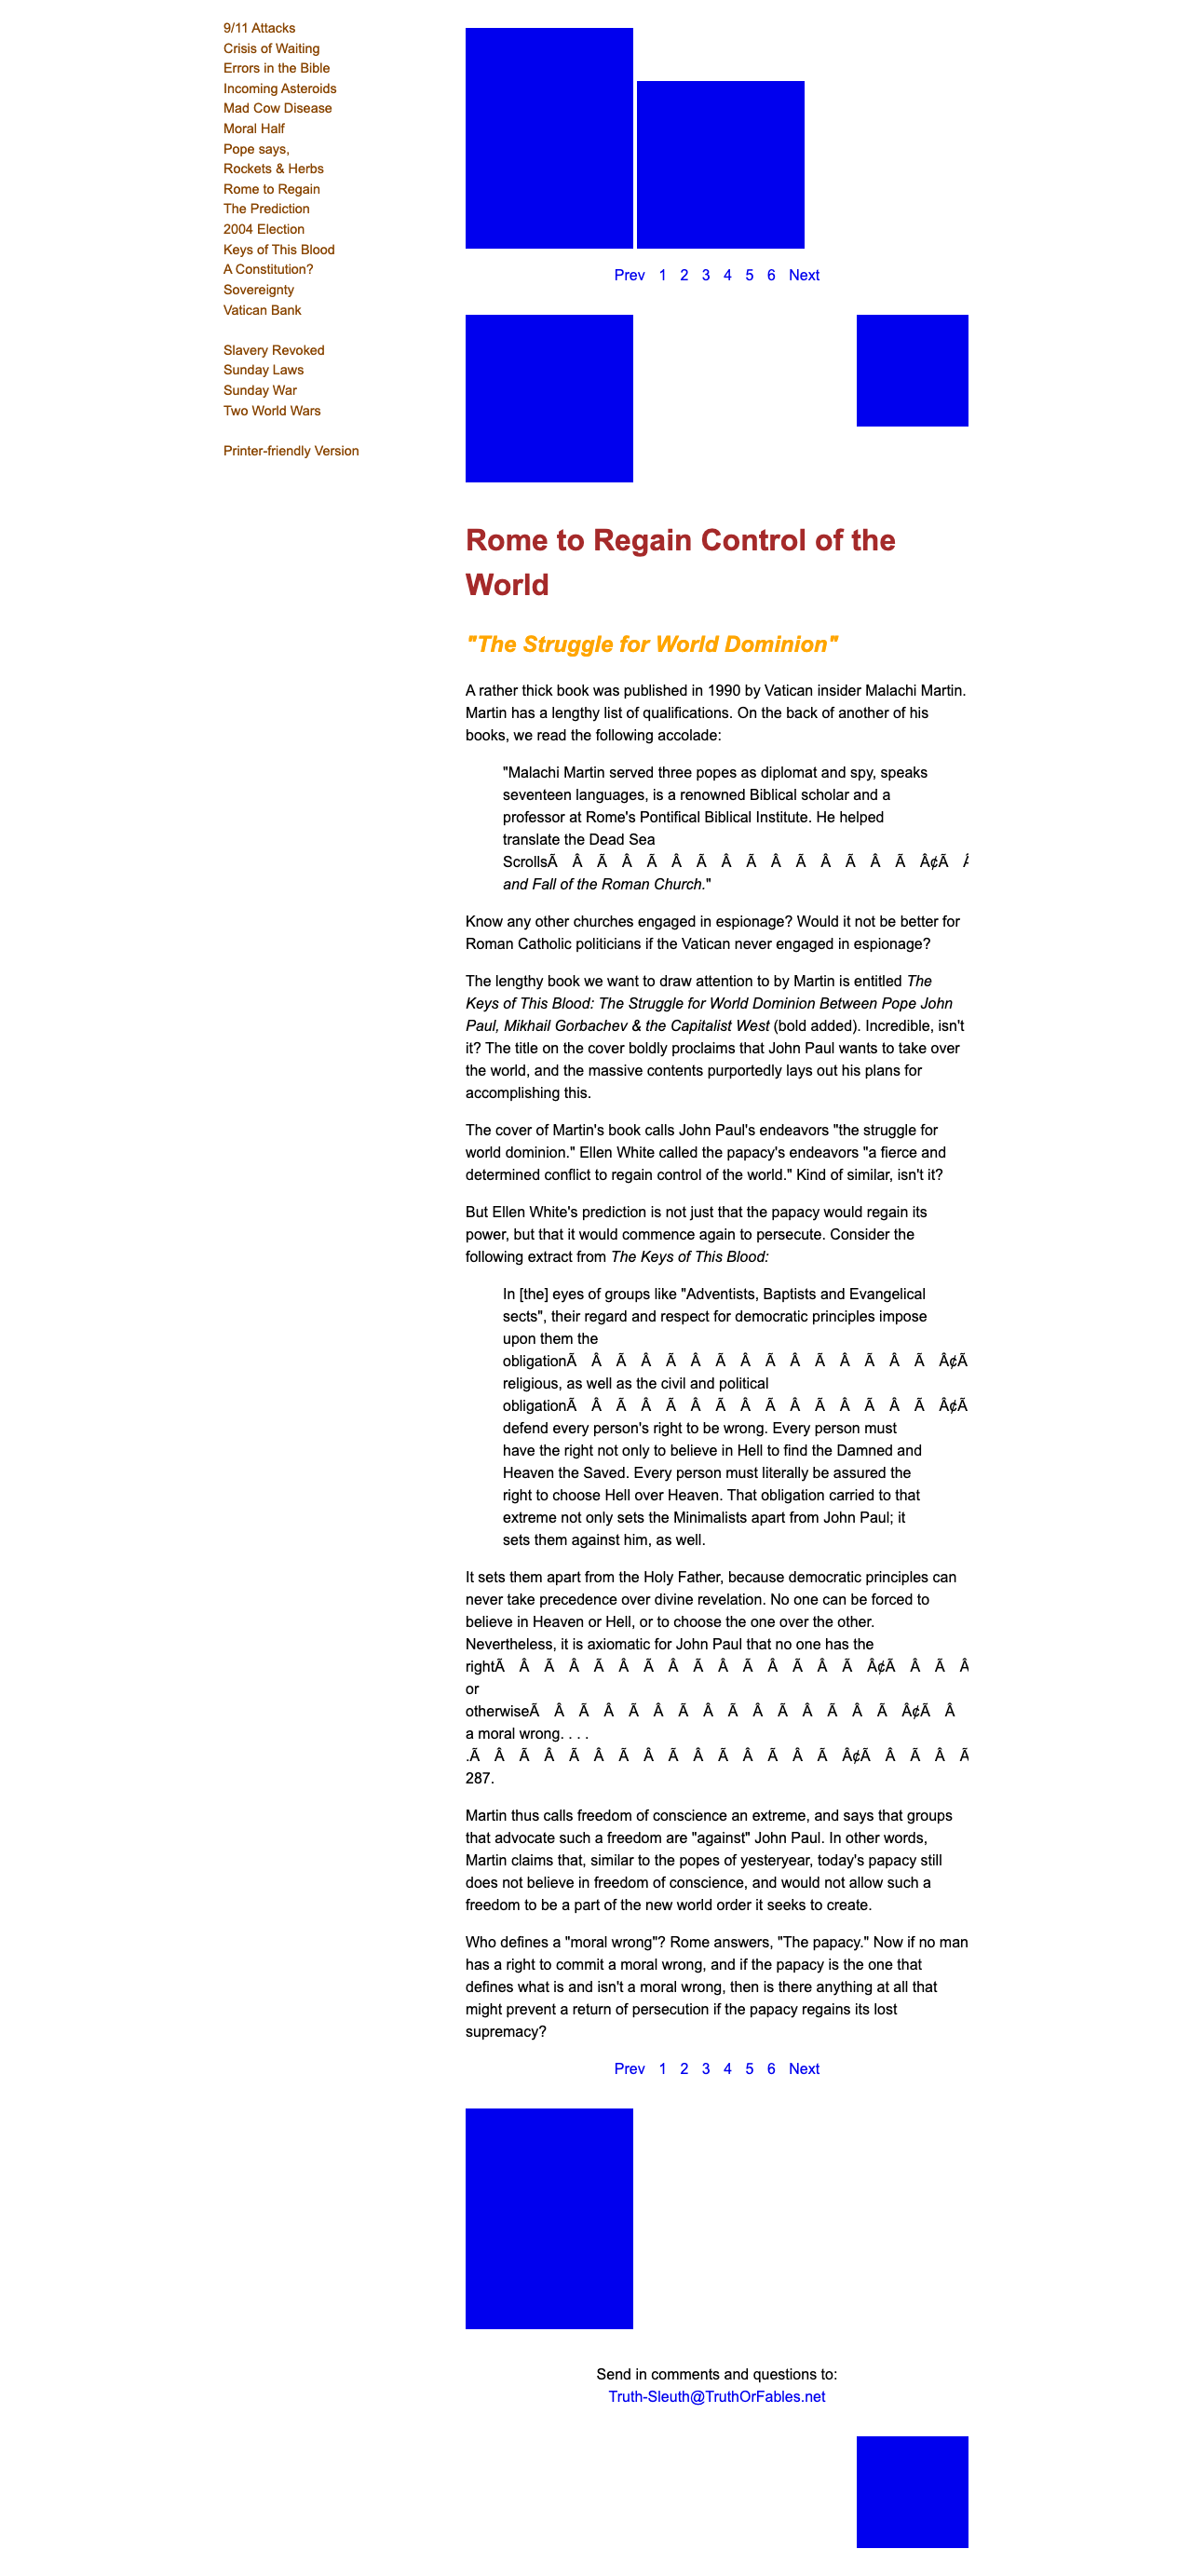 9/11 Attacks
Crisis of Waiting
Errors in the Bible
Incoming Asteroids
Mad Cow Disease
Moral Half
Pope says,
Rockets & Herbs
Rome to Regain
The Prediction
2004 Election
Keys of This Blood
A Constitution?
Sovereignty
Vatican Bank
Slavery Revoked
Sunday Laws
Sunday War
Two World Wars
Printer-friendly Version
Prev 1 2 3 4 5 6 Next
Rome to Regain Control of the
World
"The Struggle for World Dominion"
A rather thick book was published in 1990 by Vatican insider Malachi Martin.
Martin has a lengthy list of qualifications. On the back of another of his
books, we read the following accolade:
"Malachi Martin served three popes as diplomat and spy, speaks
seventeen languages, is a renowned Biblical scholar and a
professor at Rome's Pontifical Biblical Institute. He helped
translate the Dead Sea
ScrollsÃ Â Ã Â Ã Â Ã Â Ã Â Ã Â Ã Â Ã Â¢Ã Â
and Fall of the Roman Church."
Know any other churches engaged in espionage? Would it not be better for
Roman Catholic politicians if the Vatican never engaged in espionage?
The lengthy book we want to draw attention to by Martin is entitled The
Keys of This Blood: The Struggle for World Dominion Between Pope John
Paul, Mikhail Gorbachev & the Capitalist West (bold added). Incredible, isn't
it? The title on the cover boldly proclaims that John Paul wants to take over
the world, and the massive contents purportedly lays out his plans for
accomplishing this.
The cover of Martin's book calls John Paul's endeavors "the struggle for
world dominion." Ellen White called the papacy's endeavors "a fierce and
determined conflict to regain control of the world." Kind of similar, isn't it?
But Ellen White's prediction is not just that the papacy would regain its
power, but that it would commence again to persecute. Consider the
following extract from The Keys of This Blood:
In [the] eyes of groups like "Adventists, Baptists and Evangelical
sects", their regard and respect for democratic principles impose
upon them the
obligationÃ Â Ã Â Ã Â Ã Â Ã Â Ã Â Ã Â Ã Â¢Ã
religious, as well as the civil and political
obligationÃ Â Ã Â Ã Â Ã Â Ã Â Ã Â Ã Â Ã Â¢Ã
defend every person's right to be wrong. Every person must
have the right not only to believe in Hell to find the Damned and
Heaven the Saved. Every person must literally be assured the
right to choose Hell over Heaven. That obligation carried to that
extreme not only sets the Minimalists apart from John Paul; it
sets them against him, as well.
It sets them apart from the Holy Father, because democratic principles can
never take precedence over divine revelation. No one can be forced to
believe in Heaven or Hell, or to choose the one over the other.
Nevertheless, it is axiomatic for John Paul that no one has the
rightÃ Â Ã Â Ã Â Ã Â Ã Â Ã Â Ã Â Ã Â¢Ã Â Ã Â
or
otherwiseÃ Â Ã Â Ã Â Ã Â Ã Â Ã Â Ã Â Ã Â¢Ã Â
a moral wrong. . . .
.Ã Â Ã Â Ã Â Ã Â Ã Â Ã Â Ã Â Ã Â¢Ã Â Ã Â Ã
287.
Martin thus calls freedom of conscience an extreme, and says that groups
that advocate such a freedom are "against" John Paul. In other words,
Martin claims that, similar to the popes of yesteryear, today's papacy still
does not believe in freedom of conscience, and would not allow such a
freedom to be a part of the new world order it seeks to create.
Who defines a "moral wrong"? Rome answers, "The papacy." Now if no man
has a right to commit a moral wrong, and if the papacy is the one that
defines what is and isn't a moral wrong, then is there anything at all that
might prevent a return of persecution if the papacy regains its lost
supremacy?
Prev 1 2 3 4 5 6 Next
Send in comments and questions to:
Truth-Sleuth@TruthOrFables.net